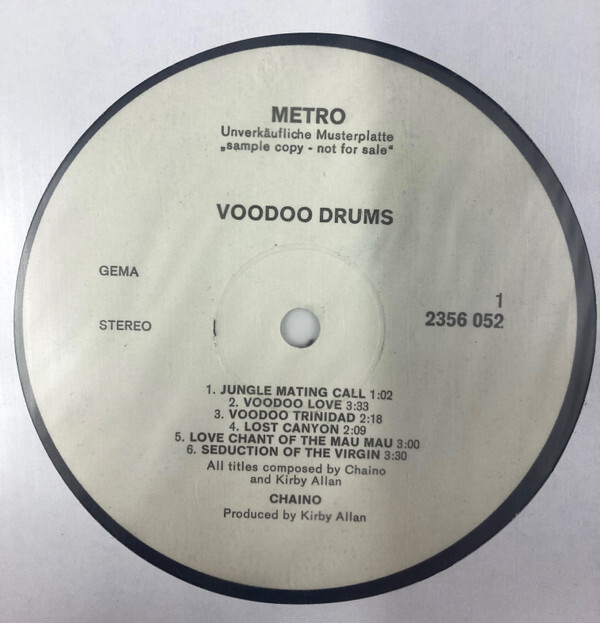 METRO
Unverkäufliche Musterplatte
„sample copy - not for sale“
VOODOO DRUMS
GEMA
1
STEREO
2356 052
1. JUNGLE MATING CALL 1:02
2. VOODOO LOVE 3:33
3. VOODOO TRINIDAD 2:18
4. LOST CANYON 2:09
5. LOVE CHANT OF THE MAU MAU 3:00
6. SEDUCTION OF THE VIRGIN 3:30
All titles composed by Chaino
and Kirby Allan
CHAINO
Produced by Kirby Allan